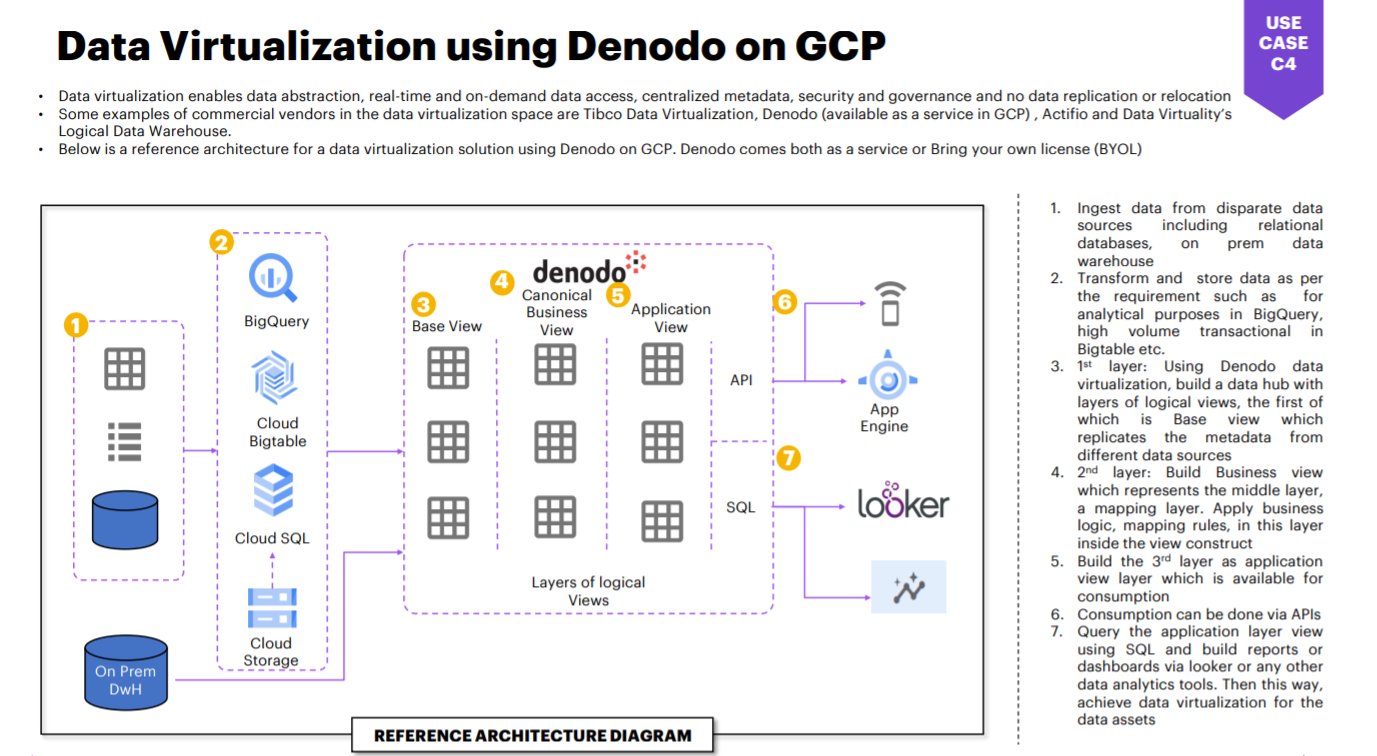 Data Virtualization using Denodo on GCP
USE
CASE
C4
• Data virtualization enables data abstraction, real-time and on-demand data access, centralized metadata, security and governance and no data replication or relocation
• Some examples of commercial vendors in the data virtualization space are Tibco Data Virtualization, Denodo (available as a service in GCP) , Actifio and Data Virtuality's
Logical Data Warehouse.
• Below is a reference architecture for a data virtualization solution using Denodo on GCP. Denodo comes both as a service or Bring your own license (BYOL)
1
On Prem
DwH
2
BigQuery
Cloud
Bigtable
Cloud SQL
Cloud
Storage
denodo
3
Base View
4
Canonical
Business
View
5
Application
View
Layers of logical
Views
API
SQL
6
App
Engine
7
looker
REFERENCE ARCHITECTURE DIAGRAM
1. Ingest data from disparate data
sources including relational
databases, on prem data
warehouse
2. Transform and store data as per
the requirement such as for
analytical purposes in BigQuery,
high volume transactional in
Bigtable etc.
3. 1st layer: Using Denodo data
virtualization, build a data hub with
layers of logical views, the first of
which is Base view which
replicates the metadata from
different data sources
4. 2nd layer: Build Business view
which represents the middle layer,
a mapping layer. Apply business
logic, mapping rules, in this layer
inside the view construct
5. Build the 3rd layer as application
view layer which is available for
consumption
6. Consumption can be done via APIs
7. Query the application layer view
using SQL and build reports or
dashboards via looker or any other
data analytics tools. Then this way,
achieve data virtualization for the
data assets